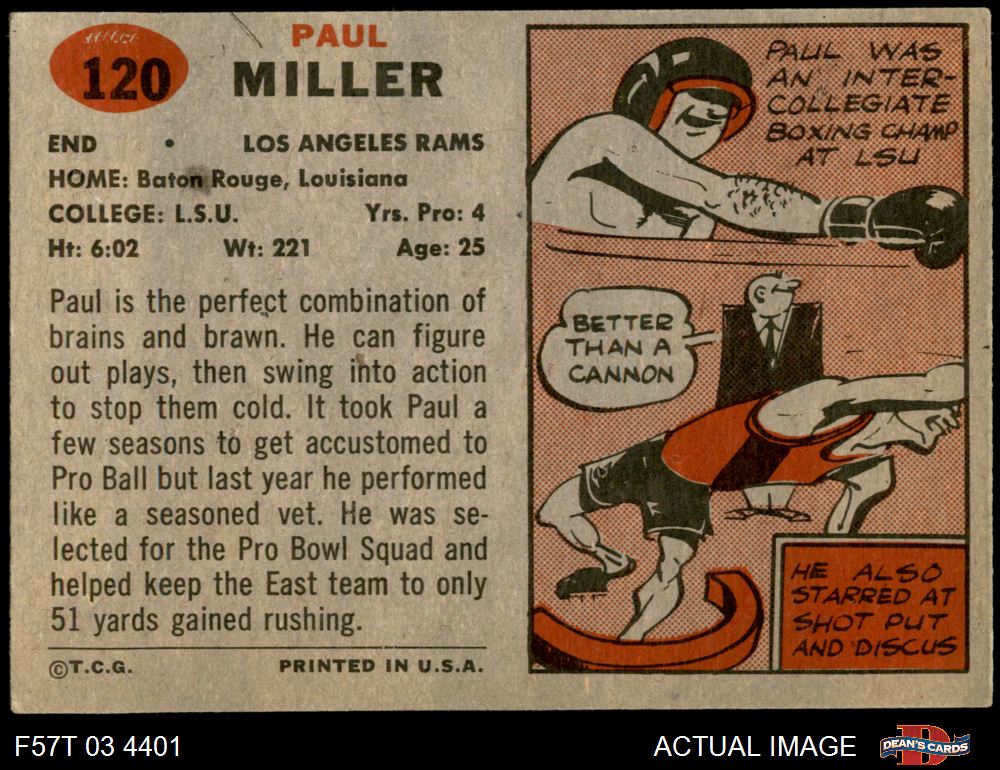 120
PAUL
MILLER
END • LOS ANGELES RAMS
HOME: Baton Rouge, Louisiana
COLLEGE: L.S.U. Yrs. Pro: 4
Ht: 6:02 Wt: 221 Age: 25
Paul is the perfect combination of
brains and brawn. He can figure
out plays, then swing into action
to stop them cold. It took Paul a
few seasons to get accustomed to
Pro Ball but last year he performed
like a seasoned vet. He was se-
lected for the Pro Bowl Squad and
helped keep the East team to only
51 yards gained rushing.
©T.C.G. PRINTED IN U.S.A.
PAUL WAS
AN INTER-
COLLEGIATE
BOXING CHAMP
AT LSU
BETTER
THAN A
CANNON
HE ALSO
STARRED AT
SHOT PUT
AND DISCUS
F57T 03 4401
ACTUAL IMAGE
D
DEAN'S CARDS